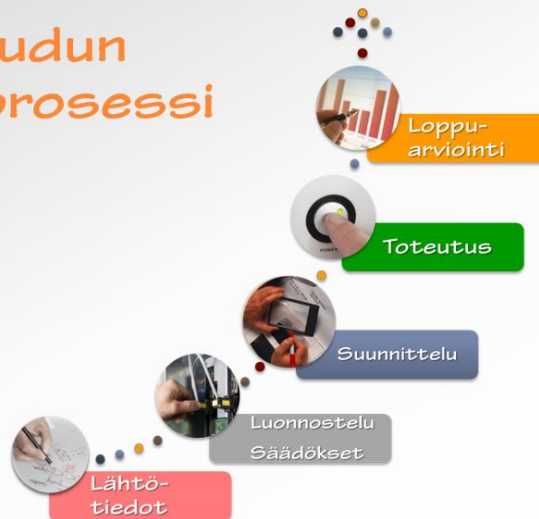 udun
prosessi
Loppu-
arviointi
Toteutus
Suunnittelu
Luonnostelu
Säädökset
Lähtö-
tiedot